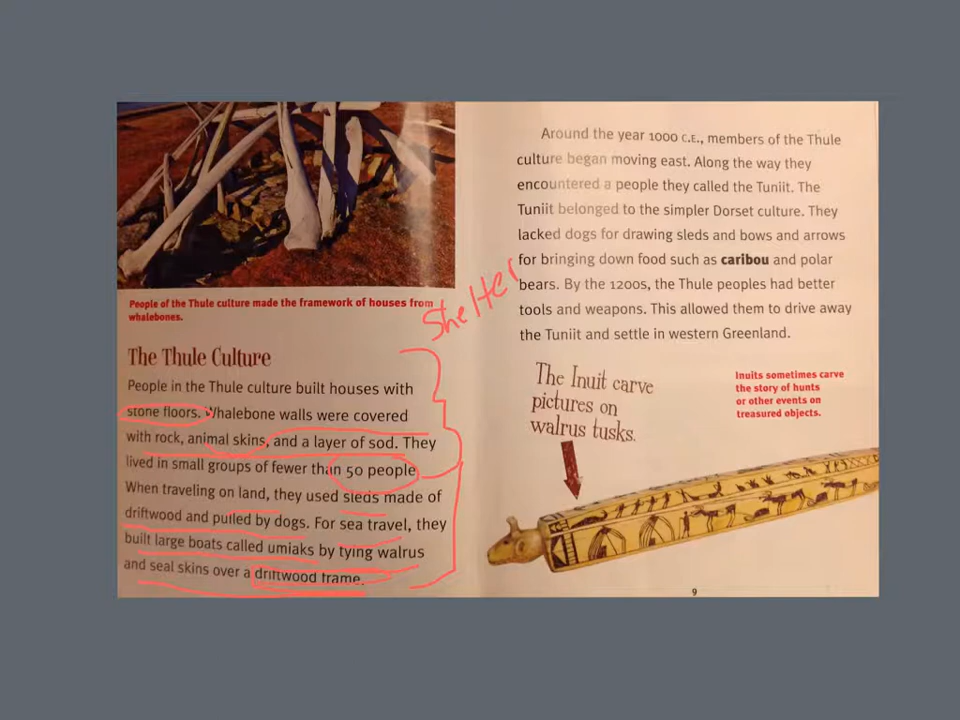 People of the Thule culture made the framework of houses from
whalebones.
Shelter
The Thule Culture
People in the Thule culture built houses with
stone floors. Whalebone walls were covered
with rock, animal skins, and a layer of sod. They
lived in small groups of fewer than 50 people
When traveling on land, they used sleds made of
driftwood and pulled by dogs. For sea travel, they
built large boats called umiaks by tying walrus
and seal skins over a driftwood frame.
Around the year 1000 C.E., members of the Thule
culture began moving east. Along the way they
encountered a people they called the Tuniit. The
Tuniit belonged to the simpler Dorset culture. They
lacked dogs for drawing sleds and bows and arrows
for bringing down food such as caribou and polar
bears. By the 1200s, the Thule peoples had better
tools and weapons. This allowed them to drive away
the Tuniit and settle in western Greenland.
The Inuit carve
pictures on
walrus tusks.
Inuits sometimes carve
the story of hunts
or other events on
treasured objects.
9